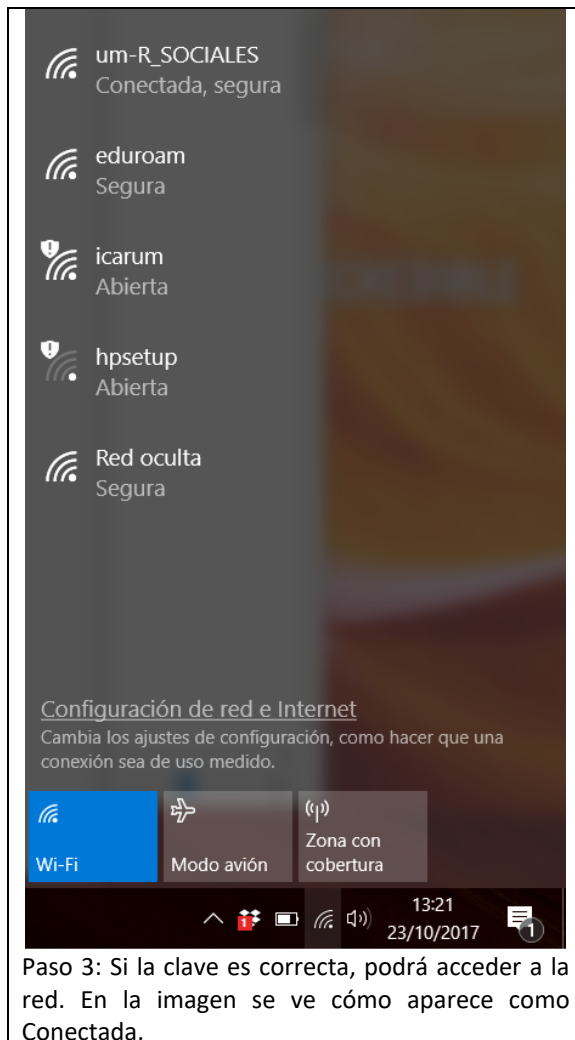 um-R_SOCIALES
Conectada, segura
eduroam
Segura
icarum
Abierta
hpsetup
Abierta
Red oculta
Segura
Configuración de red e Internet
Cambia los ajustes de configuración, como hacer que una
conexión sea de uso medido.
Wi-Fi
Modo avión
Zona con
cobertura
1
13:21
23/10/2017
1
Paso 3: Si la clave es correcta, podrá acceder a la
red. En la imagen se ve cómo aparece como
Conectada.